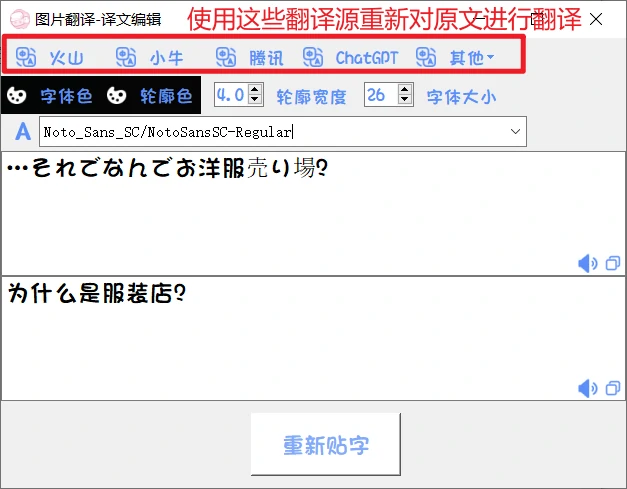 图片翻译-译文编辑
使用这些翻译源重新对原文进行翻译
火山 小牛 腾讯 ChatGPT 其他
字体色 轮廓色 4.0 轮廓宽度 26 字体大小
A Noto_Sans_SC/NotoSansSC-Regular
…それでなんでお洋服売り場?
为什么是服装店?
重新贴字